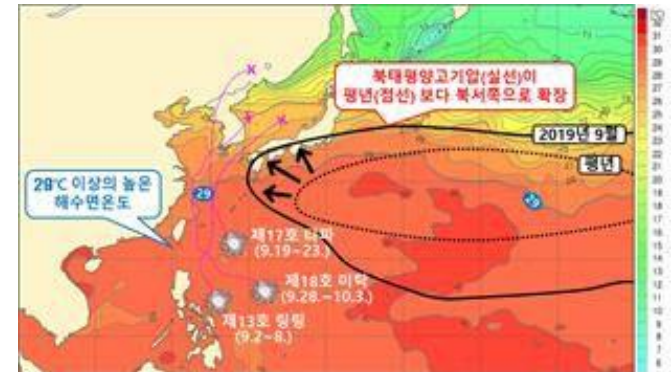 북태평양고기압(실선)이
평년(점선) 보다 북서쪽으로 확장
2019년 9월
평년
29℃ 이상의 높은
해수면온도
29
29
제17호 타파
(9.19~23.)
제18호 미탁
(9.28.~10.3.)
제13호 링링
(9.2~8.)